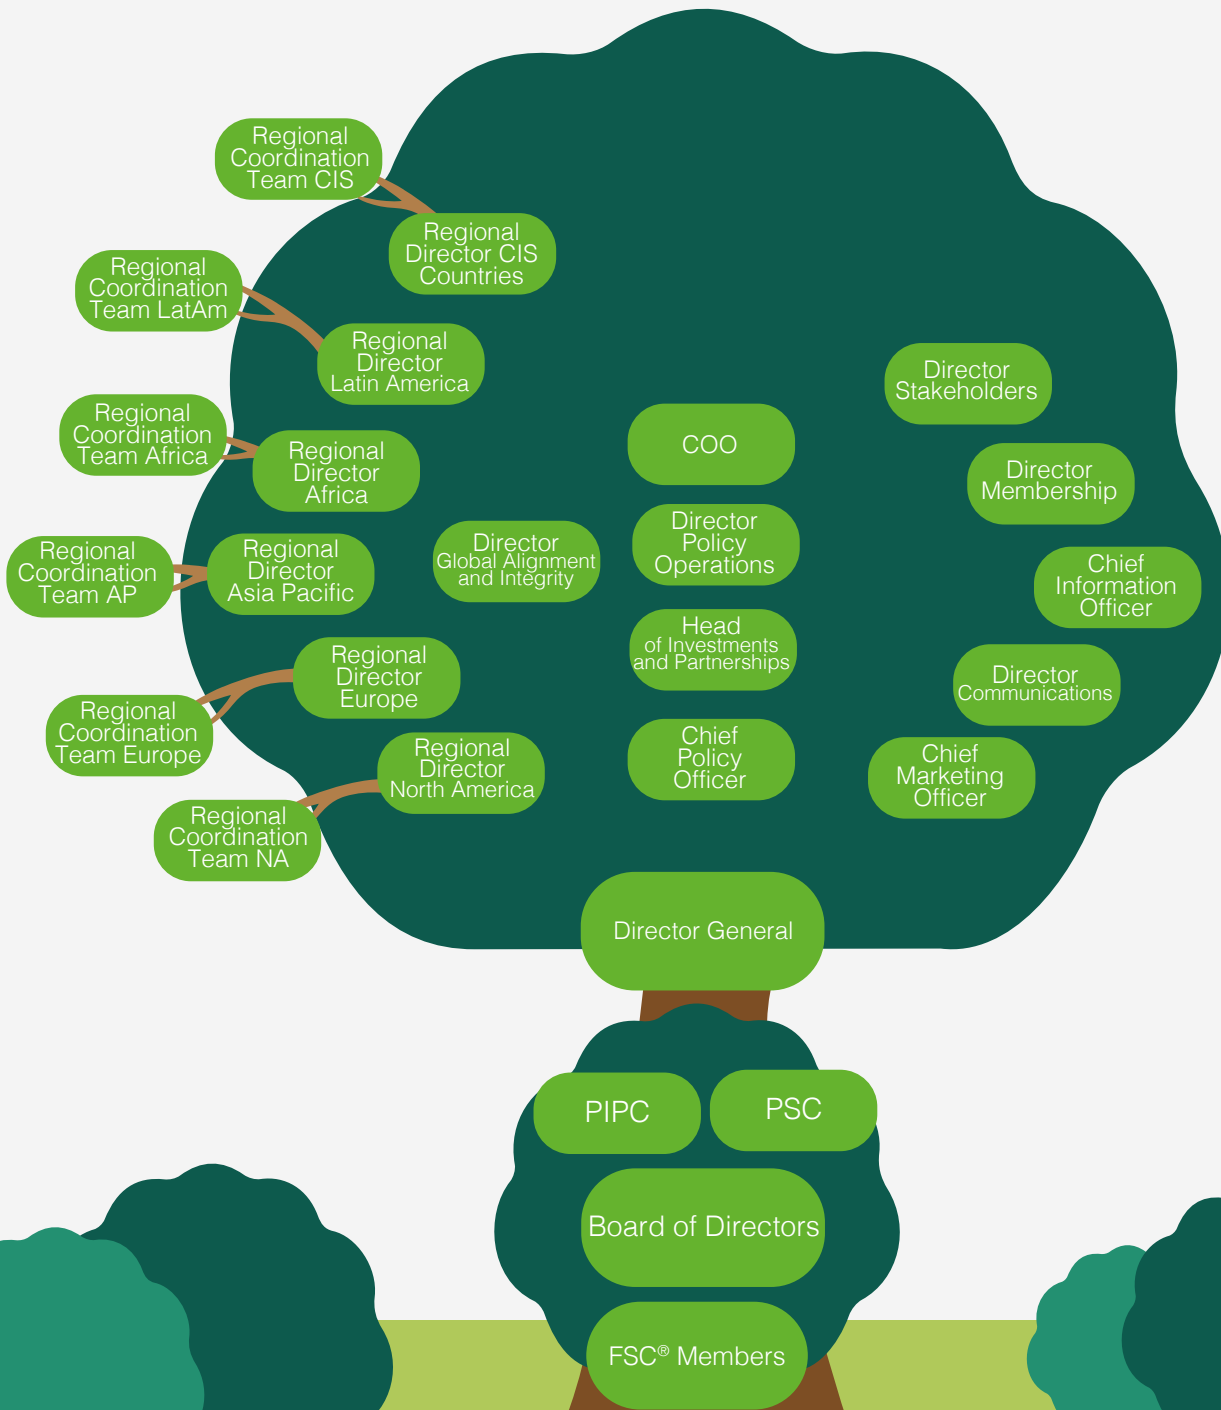 Regional
Coordination
Team CIS
Regional
Director CIS
Countries
Regional
Coordination
Team LatAm
Regional
Director
Latin America
Director
Stakeholders
Regional
Coordination
Team Africa
Regional
Director
Africa
COO
Director
Membership
Regional
Coordination
Team AP
Regional
Director
Asia Pacific
Director
Global Alignment
and Integrity
Director
Policy
Operations
Chief
Information
Officer
Regional
Director
Europe
Head
of Investments
and Partnerships
Director
Communications
Regional
Coordination
Team Europe
Regional
Director
North America
Chief
Policy
Officer
Chief
Marketing
Officer
Regional
Coordination
Team NA
Director General
PIPC
PSC
Board of Directors
FSC® Members